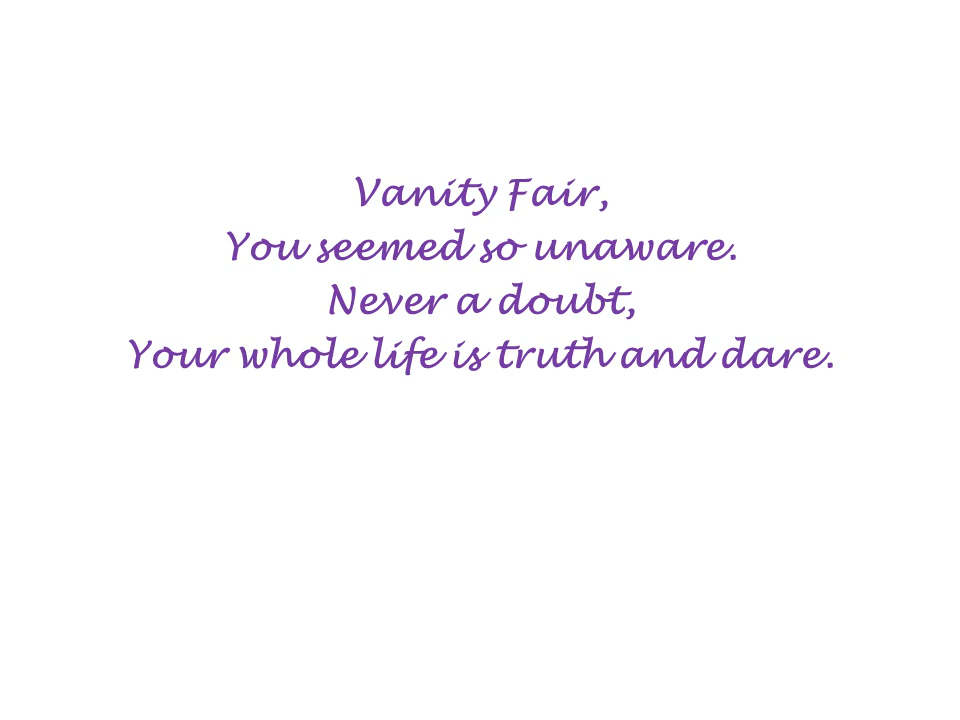 Vanity Fair,
You seemed so unaware.
Never a doubt,
Your whole life is truth and dare.